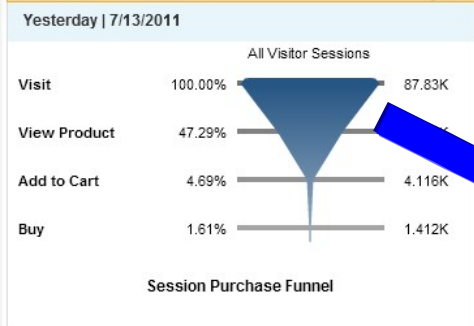 Yesterday | 7/13/2011
All Visitor Sessions
Visit 100.00% 87.83K
View Product 47.29%
Add to Cart 4.69% 4.116K
Buy 1.61% 1.412K
Session Purchase Funnel